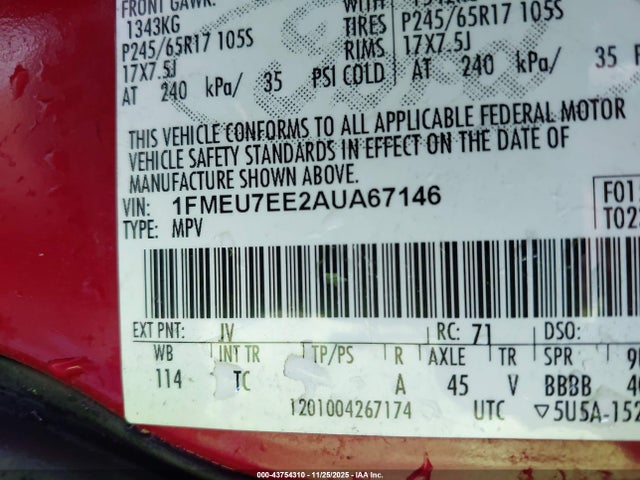 FRONT GAWR:
1343KG WITH
P245/65R17 105S TIRES P245/65R17 105S
17X7.5J RIMS 17X7.5J
AT 240 kPa/ 35 PSI COLD AT 240 kPa/ 35 P
THIS VEHICLE CONFORMS TO ALL APPLICABLE FEDERAL MOTOR
VEHICLE SAFETY STANDARDS IN EFFECT ON THE DATE OF
MANUFACTURE SHOWN ABOVE.
VIN: 1FMEU7EE2AUA67146
TYPE: MPV
EXT PNT: JV RC: 71 DSO:
WB INT TR TP/PS R AXLE TR SPR
114 TC A 45 V BBBB
1201004267174 UTC ▽5U5A-152
000-43754310 — 11/25/2025 — IAA Inc.